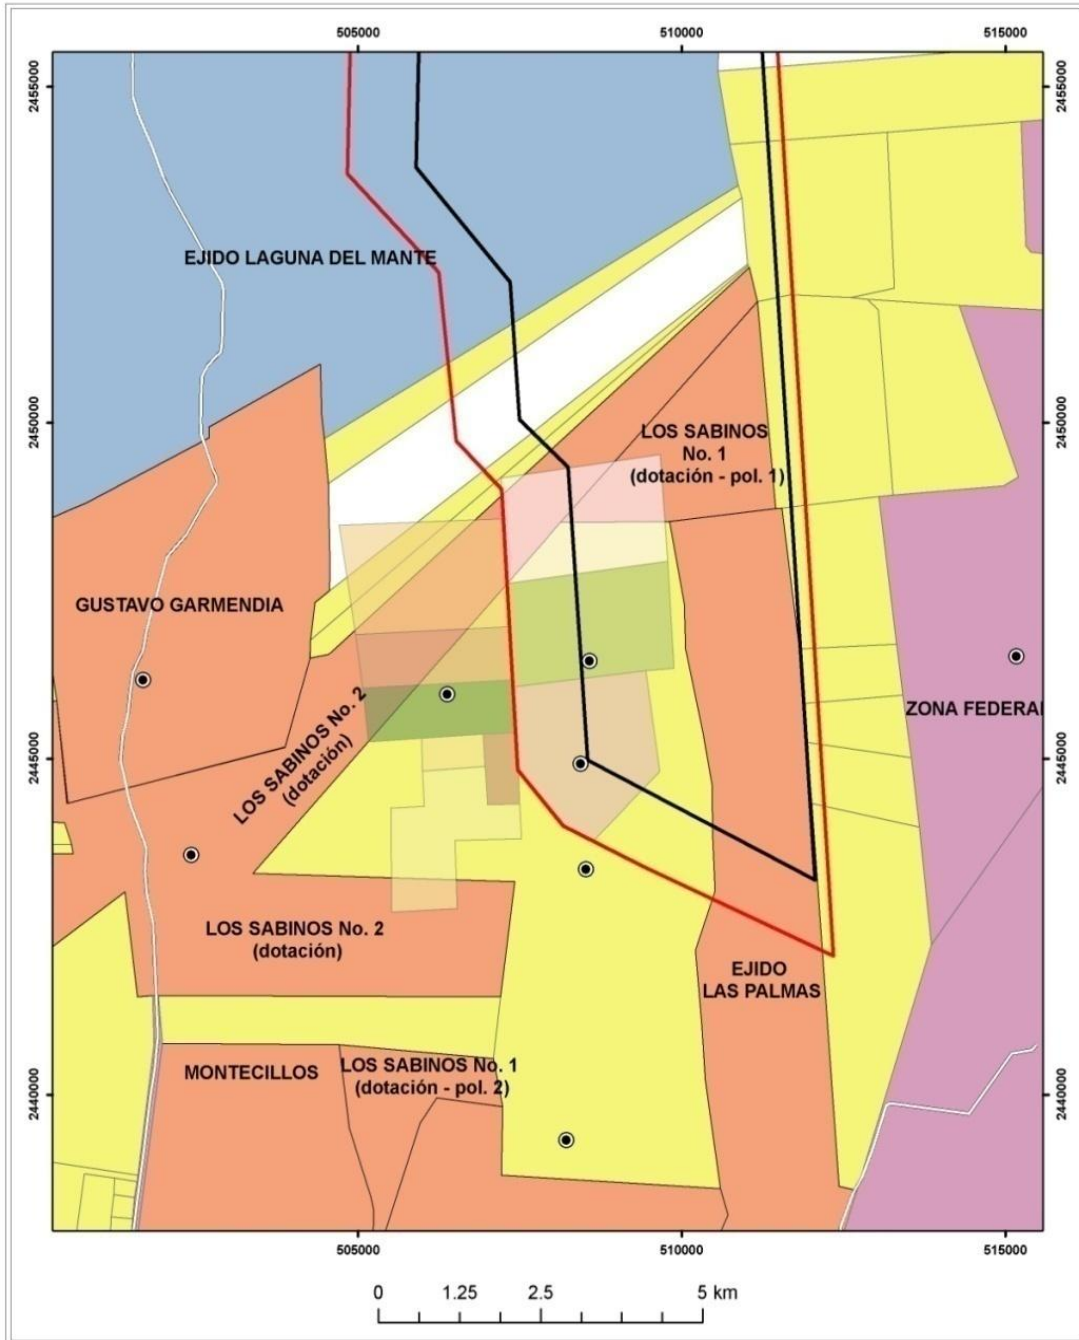 505000
510000
515000
2455000
2455000
EJIDO LAGUNA DEL MANTE
2450000
2450000
LOS SABINOS
No. 1
(dotación - pol. 1)
GUSTAVO GARMENDIA
LOS SABINOS No. 2
(dotación)
ZONA FEDERAL
2445000
2445000
LOS SABINOS No. 2
(dotación)
EJIDO
LAS PALMAS
MONTECILLOS
LOS SABINOS No. 1
(dotación - pol. 2)
2440000
2440000
505000
510000
515000
0
1.25
2.5
5 km